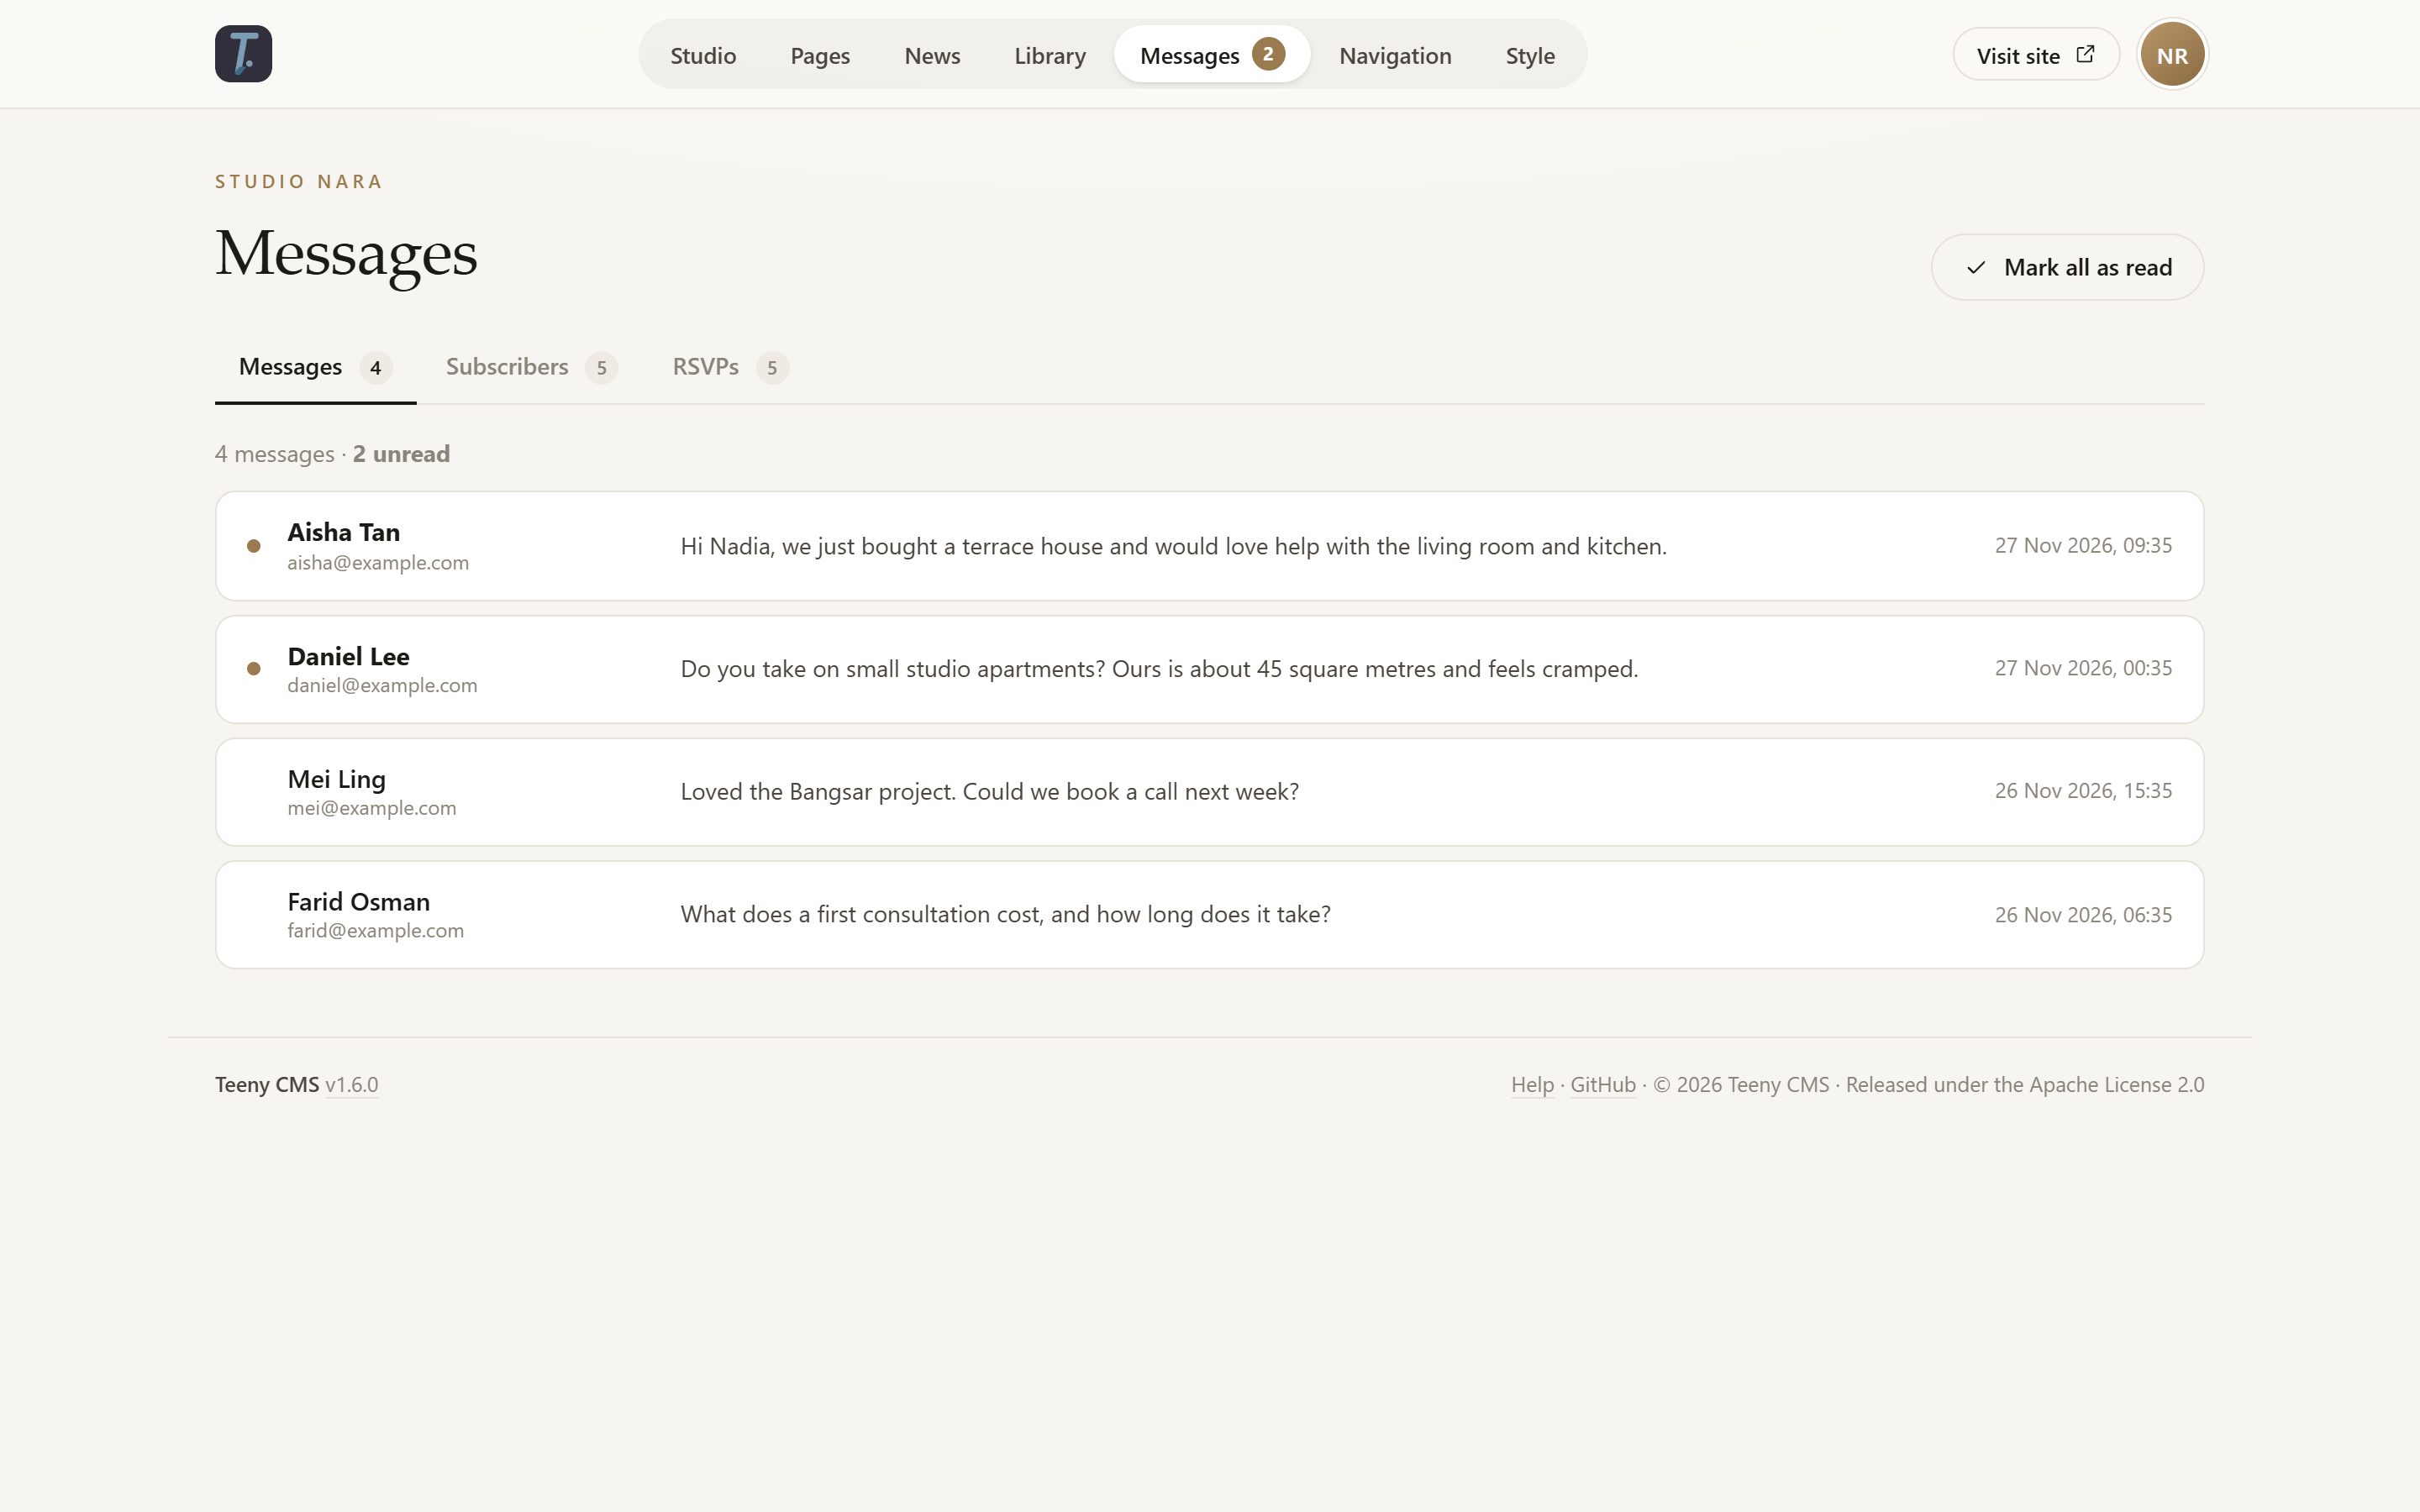 T.
Studio Pages News Library Messages 2 Navigation Style
Visit site
NR
STUDIO NARA
Messages
Mark all as read
Messages 4 Subscribers 5 RSVPs 5
4 messages · 2 unread
Aisha Tan
aisha@example.com
Hi Nadia, we just bought a terrace house and would love help with the living room and kitchen.
27 Nov 2026, 09:35
Daniel Lee
daniel@example.com
Do you take on small studio apartments? Ours is about 45 square metres and feels cramped.
27 Nov 2026, 00:35
Mei Ling
mei@example.com
Loved the Bangsar project. Could we book a call next week?
26 Nov 2026, 15:35
Farid Osman
farid@example.com
What does a first consultation cost, and how long does it take?
26 Nov 2026, 06:35
Teeny CMS v1.6.0
Help · GitHub · © 2026 Teeny CMS · Released under the Apache License 2.0